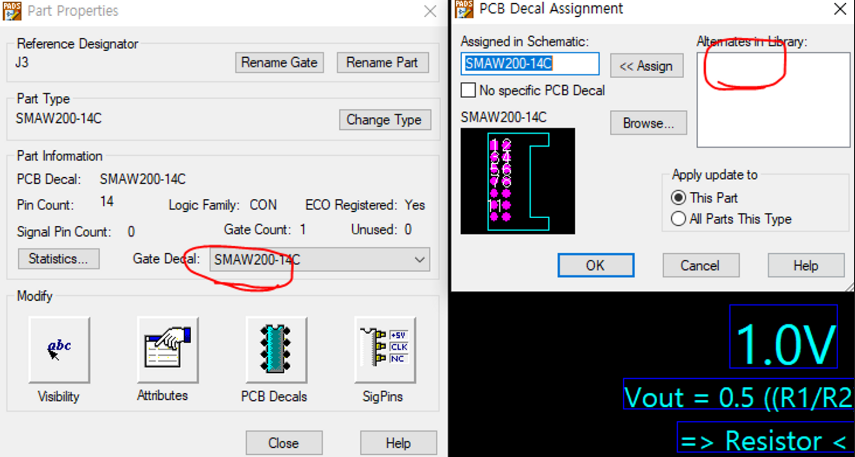 PADS
Part Properties
Reference Designator
J3
Rename Gate
Rename Part
Part Type
SMAW200-14C
Change Type
Part Information
PCB Decal: SMAW200-14C
Pin Count: 14 Logic Family: CON ECO Registered: Yes
Signal Pin Count: 0 Gate Count: 1 Unused: 0
Statistics... Gate Decal: SMAW200-14C
Modify
abc
+5V
CLK
NC
Visibility Attributes PCB Decals SigPins
Close Help
PADS
PCB Decal Assignment
Assigned in Schematic: Alternates in Library:
SMAW200-14C << Assign
No specific PCB Decal
SMAW200-14C Browse...
1 2
3 4
5 6
7 8
11
Apply update to
This Part
All Parts This Type
OK Cancel Help
1.0V
Vout = 0.5 ((R1/R2
=> Resistor <